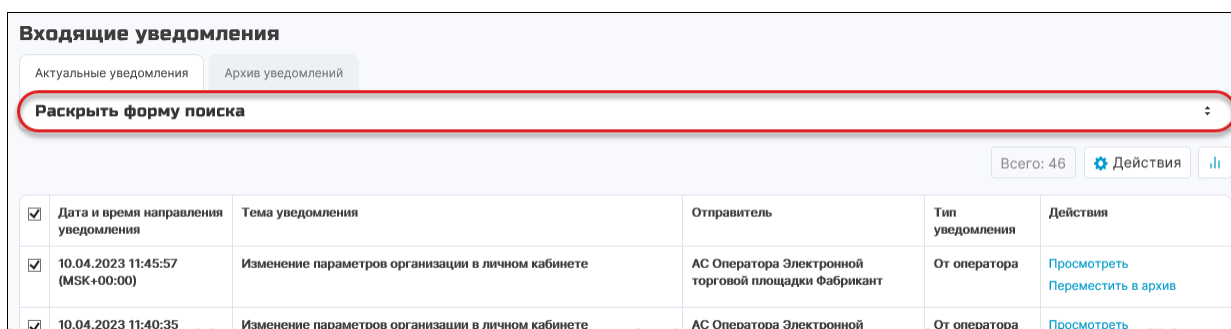 Входящие уведомления
Актуальные уведомления Архив уведомлений
Раскрыть форму поиска
Всего: 46 Действия
Дата и время направления уведомления Тема уведомления Отправитель Тип уведомления Действия
10.04.2023 11:45:57 (MSK+00:00) Изменение параметров организации в личном кабинете АС Оператора Электронной торговой площадки Фабрикант От оператора Просмотреть
Переместить в архив
10.04.2023 11:40:35 Изменение параметров организации в личном кабинете АС Оператора Электронной От оператора Просмотреть